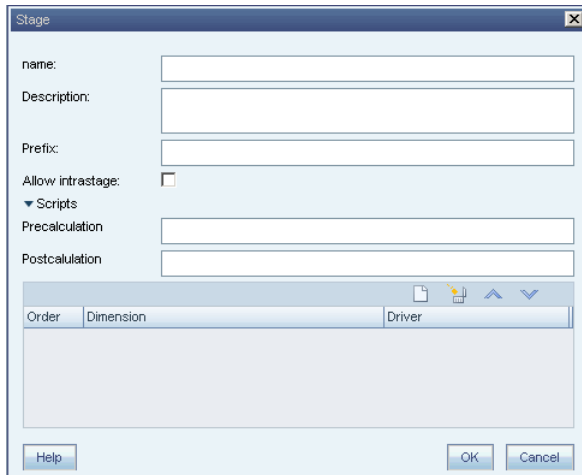 Stage
name:
Description:
Prefix:
Allow intrastage:
Scripts
Precalculation
Postcalulation
Order Dimension Driver
Help OK Cancel